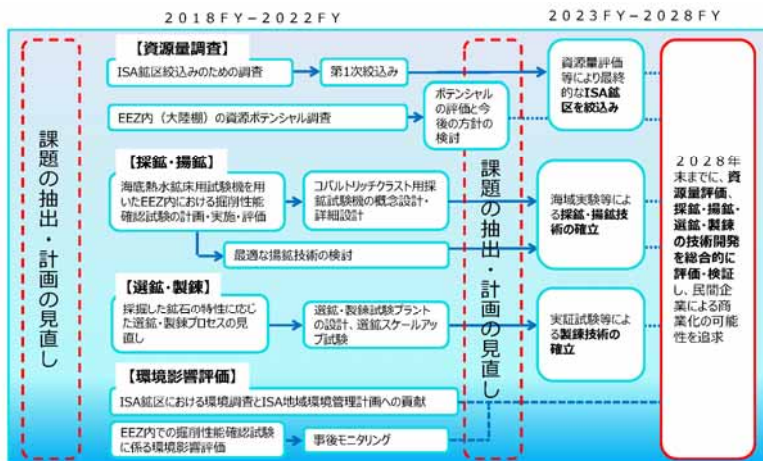 2018FY-2022FY
2023FY-2028FY
課題の抽出・計画の見直し
【資源量調査】
ISA鉱区絞込みのための調査
第1次絞込み
EEZ内(大陸棚)の資源ポテンシャル調査
ポテンシャル
の評価と今
後の方針の
検討
【採鉱・揚鉱】
海底熱水鉱床用試験機を用
いたEEZ内における掘削性能
確認試験の計画・実施・評価
コバルトリッチクラスト用採
鉱試験機の概念設計・
詳細設計
最適な揚鉱技術の検討
【選鉱・製錬】
採掘した鉱石の特性に応じ
た選鉱・製錬プロセスの見
直し
選鉱・製錬試験プラント
の設計、選鉱スケールアッ
プ試験
【環境影響評価】
ISA鉱区における環境調査とISA地域環境管理計画への貢献
EEZ内での掘削性能確認試験
に係る環境影響評価
事後モニタリング
課題の抽出・計画の見直し
資源量評価
等により最終
的なISA鉱
区を絞込み
海域実験等に
よる採鉱・揚鉱技
術の確立
実証試験等によ
る製錬技術の
確立
2028年
末までに、資
源量評価、
採鉱・揚鉱・
選鉱・製錬
の技術開発
を総合的に
評価・検証
し、民間企
業による商
業化の可能
性を追求